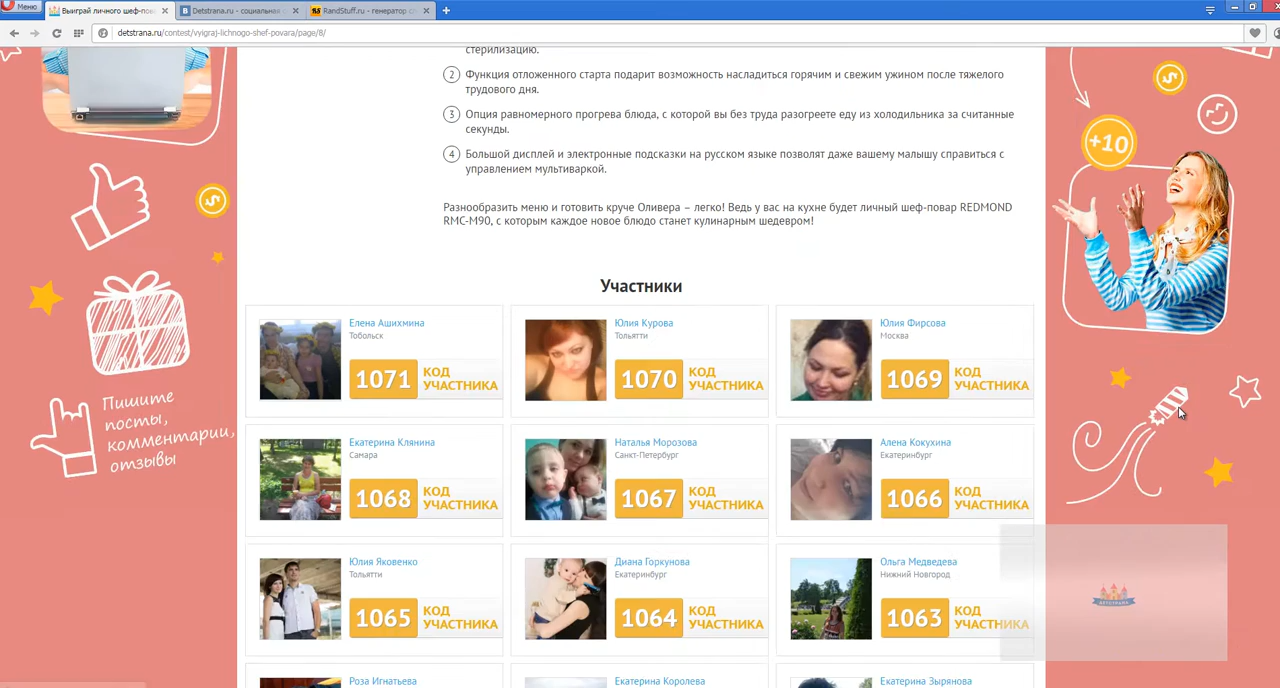 Меню
Выиграй личного шеф-пов
Detstrana.ru - социальная
RandStuff.ru - генератор с
detstrana.ru/contest/vyigraj-lichnogo-shef-povara/page/8/
стерилизацию.
2 Функция отложенного старта подарит возможность насладиться горячим и свежим ужином после тяжелого
трудового дня.
3 Опция равномерного прогрева блюда, с которой вы без труда разогреете еду из холодильника за считанные
секунды.
4 Большой дисплей и электронные подсказки на русском языке позволят даже вашему малышу справиться с
управлением мультиваркой.
Разнообразить меню и готовить круче Оливера – легко! Ведь у вас на кухне будет личный шеф-повар REDMOND
RMC-M90, с которым каждое новое блюдо станет кулинарным шедевром!
+10
Пишите
посты,
комментарии,
отзывы
Участники
Елена Ашихмина
Тобольск
1071 КОД
УЧАСТНИКА
Юлия Курова
Тольятти
1070 КОД
УЧАСТНИКА
Юлия Фирсова
Москва
1069 КОД
УЧАСТНИКА
Екатерина Клянина
Самара
1068 КОД
УЧАСТНИКА
Наталья Морозова
Санкт-Петербург
1067 КОД
УЧАСТНИКА
Алена Кокухина
Екатеринбург
1066 КОД
УЧАСТНИКА
Юлия Яковенко
Тольятти
1065 КОД
УЧАСТНИКА
Диана Горкунова
Екатеринбург
1064 КОД
УЧАСТНИКА
Ольга Медведева
Нижний Новгород
1063 КОД
УЧАСТНИКА
Роза Игнатьева
Екатерина Королева
Екатерина Зырянова
ДЕТСТРАНА